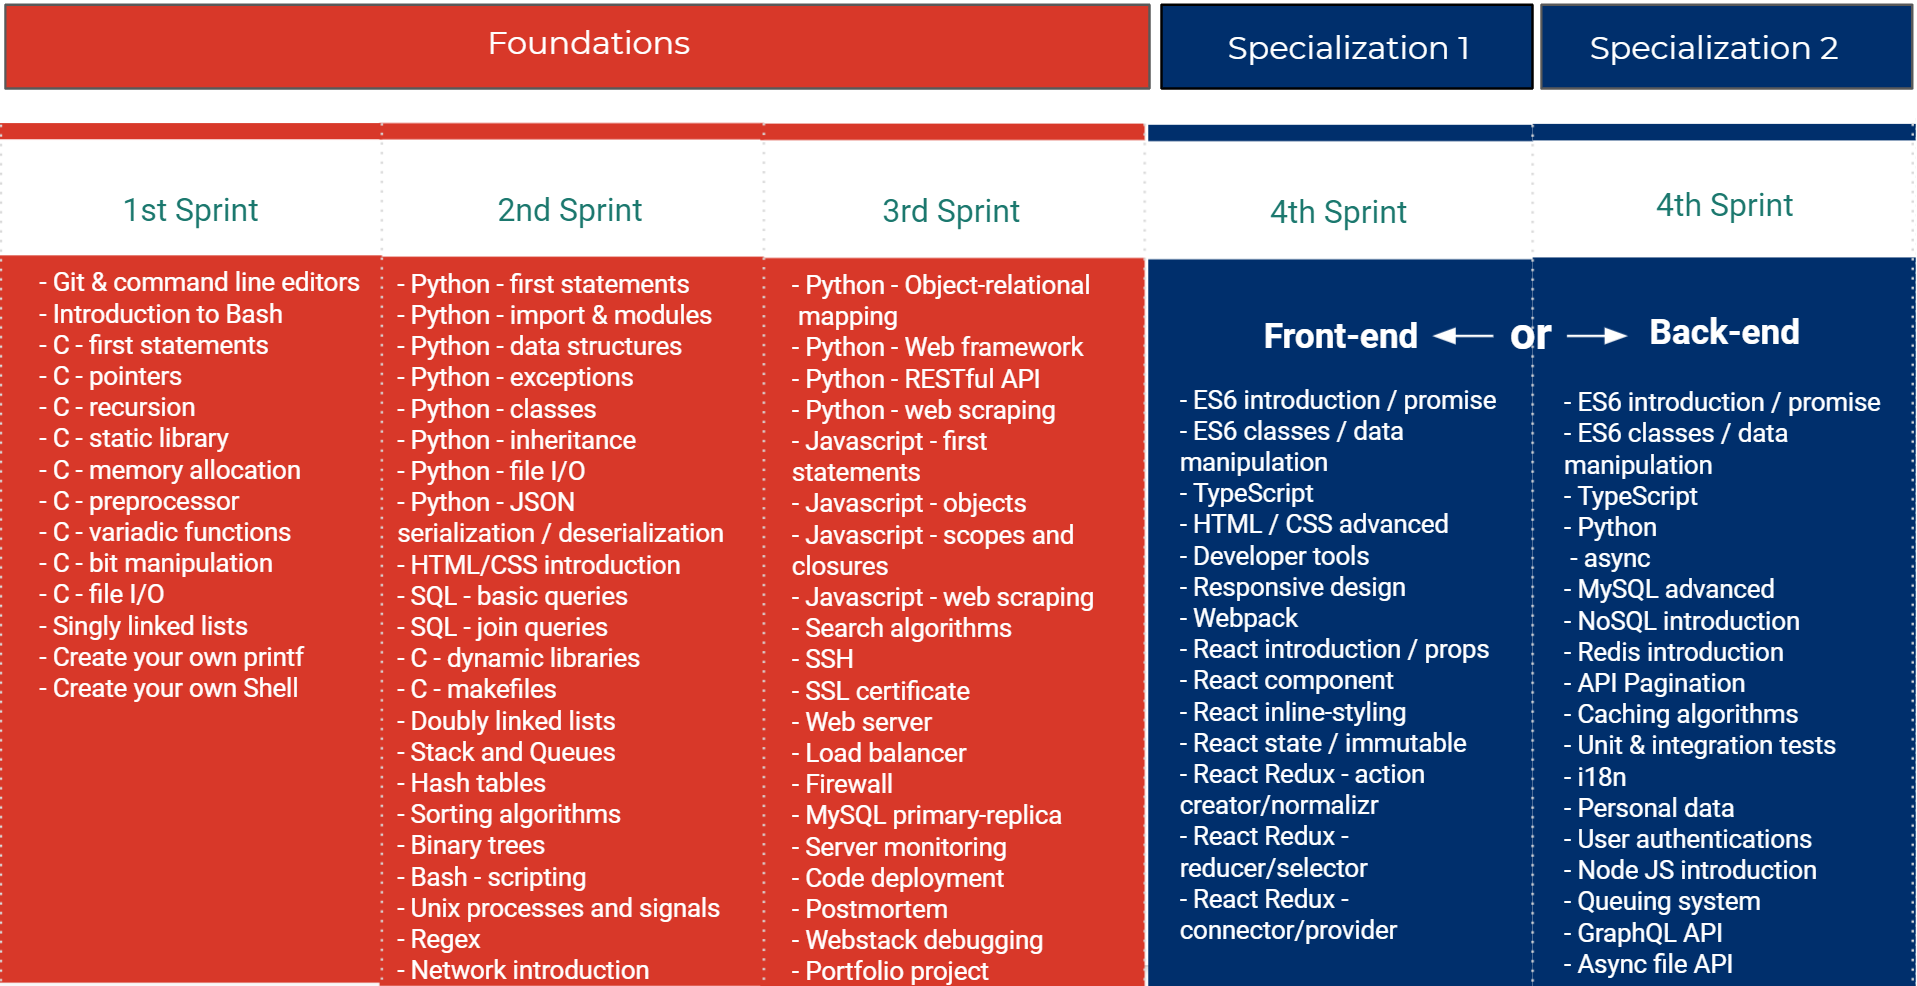 Foundations
Specialization 1
Specialization 2
1st Sprint
- Git & command line editors
- Introduction to Bash
- C - first statements
- C - pointers
- C - recursion
- C - static library
- C - memory allocation
- C - preprocessor
- C - variadic functions
- C - bit manipulation
- C - file I/O
- Singly linked lists
- Create your own printf
- Create your own Shell
2nd Sprint
- Python - first statements
- Python - import & modules
- Python - data structures
- Python - exceptions
- Python - classes
- Python - inheritance
- Python - file I/O
- Python - JSON
serialization / deserialization
- HTML/CSS introduction
- SQL - basic queries
- SQL - join queries
- C - dynamic libraries
- C - makefiles
- Doubly linked lists
- Stack and Queues
- Hash tables
- Sorting algorithms
- Binary trees
- Bash - scripting
- Unix processes and signals
- Regex
- Network introduction
3rd Sprint
- Python - Object-relational
mapping
- Python - Web framework
- Python - RESTful API
- Python - web scraping
- Javascript - first
statements
- Javascript - objects
- Javascript - scopes and
closures
- Javascript - web scraping
- Search algorithms
- SSH
- SSL certificate
- Web server
- Load balancer
- Firewall
- MySQL primary-replica
- Server monitoring
- Code deployment
- Postmortem
- Webstack debugging
- Portfolio project
4th Sprint
4th Sprint
Front-end or Back-end
- ES6 introduction / promise
- ES6 classes / data
manipulation
- TypeScript
- HTML / CSS advanced
- Developer tools
- Responsive design
- Webpack
- React introduction / props
- React component
- React inline-styling
- React state / immutable
- React Redux - action
creator/normalizr
- React Redux -
reducer/selector
- React Redux -
connector/provider
- ES6 introduction / promise
- ES6 classes / data
manipulation
- TypeScript
- Python
- async
- MySQL advanced
- NoSQL introduction
- Redis introduction
- API Pagination
- Caching algorithms
- Unit & integration tests
- i18n
- Personal data
- User authentications
- Node JS introduction
- Queuing system
- GraphQL API
- Async file API